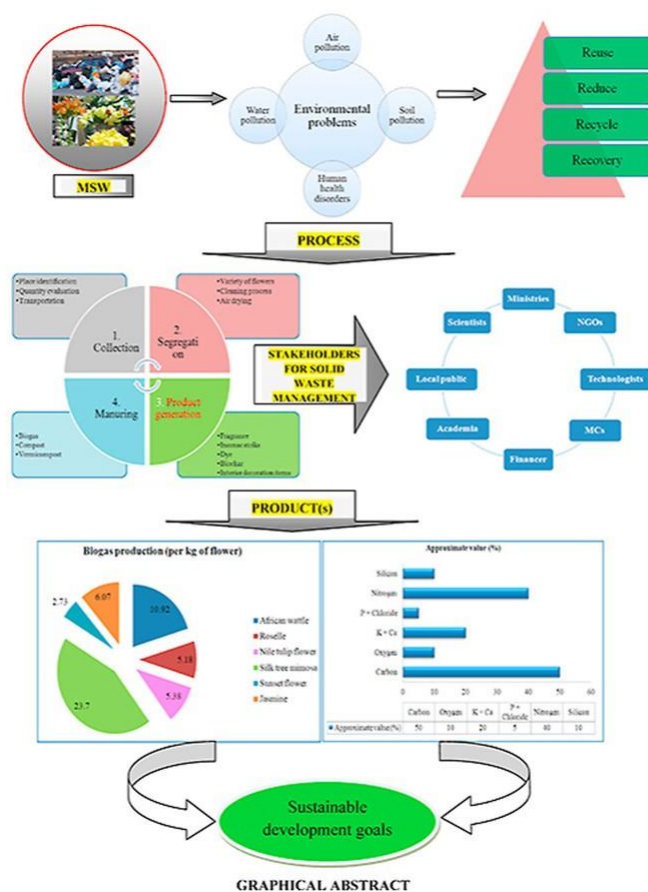 Air
pollution
Water
pollution
Environmental
problems
Soil
pollution
Human
health
disorders
MSW
Reuse
Reduce
Recycle
Recovery
PROCESS
•Place identification
•Quantity evaluation
•Transportation
•Variety of flowers
•Cleaning process
•Air drying
1.
Collection
2.
Segregati
on
4.
Manuring
3. Product
generation
•Biogas
•Compost
•Vermicompost
•Fragrance
•Incense sticks
•Dye
•Biochar
•Interior decoration items
STAKEHOLDERS
FOR SOLID
WASTE
MANAGEMENT
Ministries
NGOs
Technologists
MCs
Financer
Academia
Local public
Scientists
PRODUCT(s)
Biogas production (per kg of flower)
10.92
5.18
5.38
23.7
2.73
6.07
African wattle
Roselle
Nile tulip flower
Silk tree mimosa
Sunset flower
Jasmine
Approximate value (%)
Silicon
Nitrogen
P + Chloride
K + Ca
Oxygen
Carbon
0 10 20 30 40 50 60
Carbon Oxygen K + Ca P + Chloride Nitrogen Silicon
Approximate value (%) 50 10 20 5 40 10
Sustainable
development goals
GRAPHICAL ABSTRACT